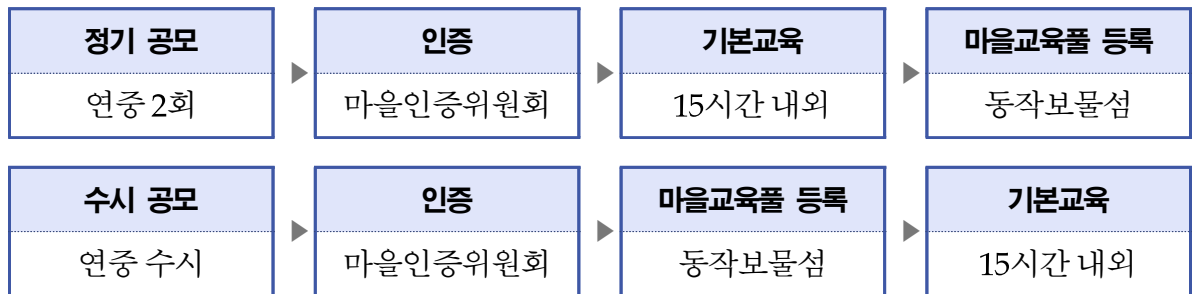 정기 공모 인증 기본교육 마을교육풀 등록
연중 2회 마을인증위원회 15시간 내외 동작보물섬
수시 공모 인증 마을교육풀 등록 기본교육
연중 수시 마을인증위원회 동작보물섬 15시간 내외